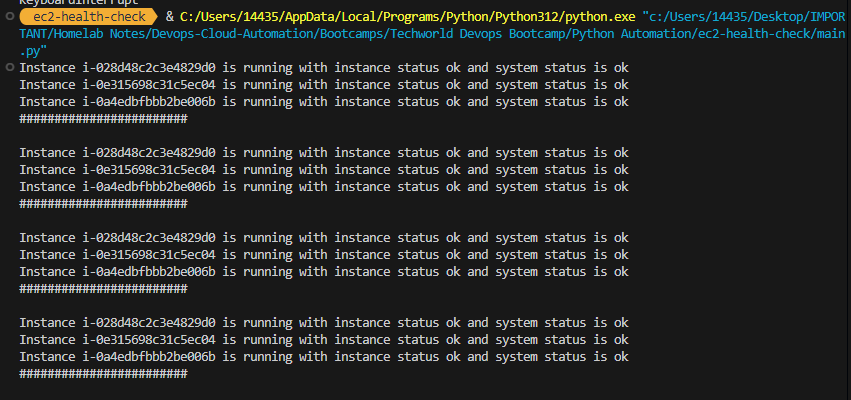 KeyboardInterrupt
ec2-health-check & C:/Users/14435/AppData/Local/Programs/Python/Python312/python.exe "c:/Users/14435/Desktop/IMPOR
TANT/Homelab Notes/Devops-Cloud-Automation/Bootcamps/Techworld Devops Bootcamp/Python Automation/ec2-health-check/main
.py"
Instance i-028d48c2c3e4829d0 is running with instance status ok and system status is ok
Instance i-0e315698c31c5ec04 is running with instance status ok and system status is ok
Instance i-0a4edbfbbb2be006b is running with instance status ok and system status is ok
########################
Instance i-028d48c2c3e4829d0 is running with instance status ok and system status is ok
Instance i-0e315698c31c5ec04 is running with instance status ok and system status is ok
Instance i-0a4edbfbbb2be006b is running with instance status ok and system status is ok
########################
Instance i-028d48c2c3e4829d0 is running with instance status ok and system status is ok
Instance i-0e315698c31c5ec04 is running with instance status ok and system status is ok
Instance i-0a4edbfbbb2be006b is running with instance status ok and system status is ok
########################
Instance i-028d48c2c3e4829d0 is running with instance status ok and system status is ok
Instance i-0e315698c31c5ec04 is running with instance status ok and system status is ok
Instance i-0a4edbfbbb2be006b is running with instance status ok and system status is ok
########################